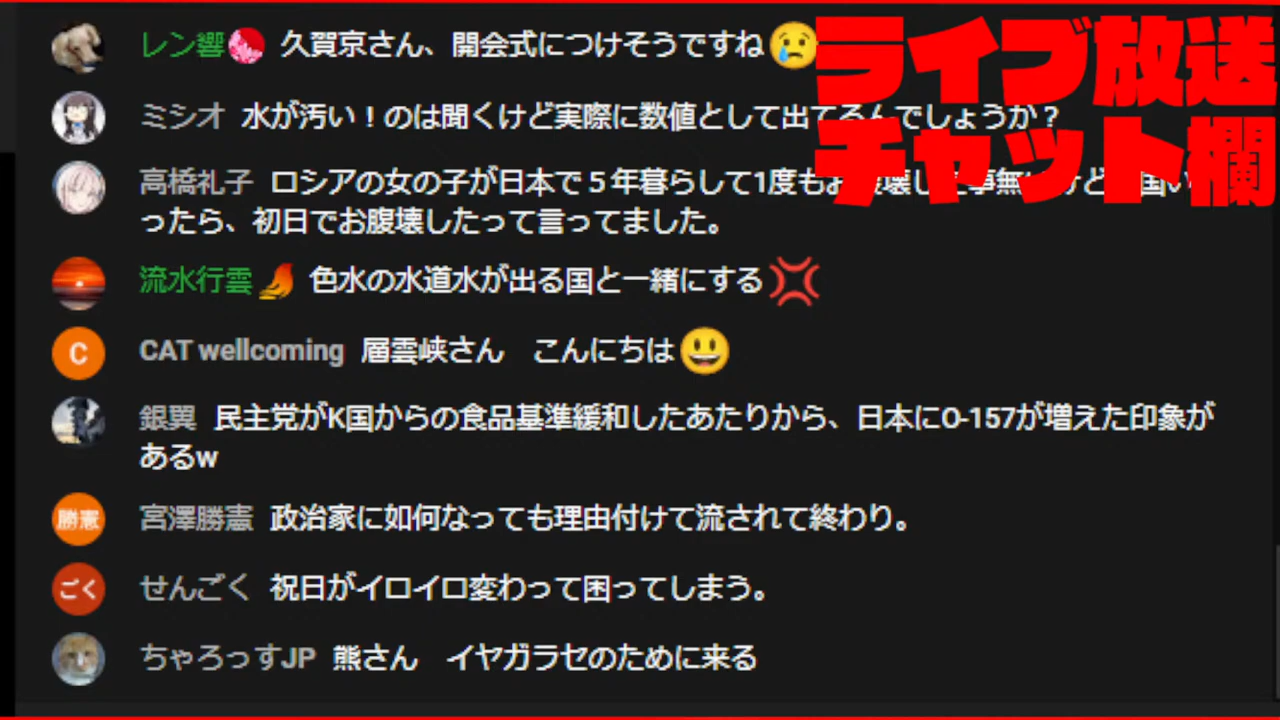 ライブ放送
チャット欄
レン響 久賀京さん、開会式につけそうですね😢
ミシオ 水が汚い！のは聞くけど実際に数値として出てるんでしょうか？
高橋礼子 ロシアの女の子が日本で５年暮らして1度もお
ったら、初日でお腹壊したって言ってました。
流水行雲 色水の水道水が出る国と一緒にする💢
C CAT wellcoming 層雲峡さん　こんにちは😃
銀翼 民主党がK国からの食品基準緩和したあたりから、日本にO-157が増えた印象が
あるw
勝憲 宮澤勝憲 政治家に如何なっても理由付けて流されて終わり。
ごく せんごく 祝日がイロイロ変わって困ってしまう。
ちゃろっすJP 熊さん　イヤガラセのために来る